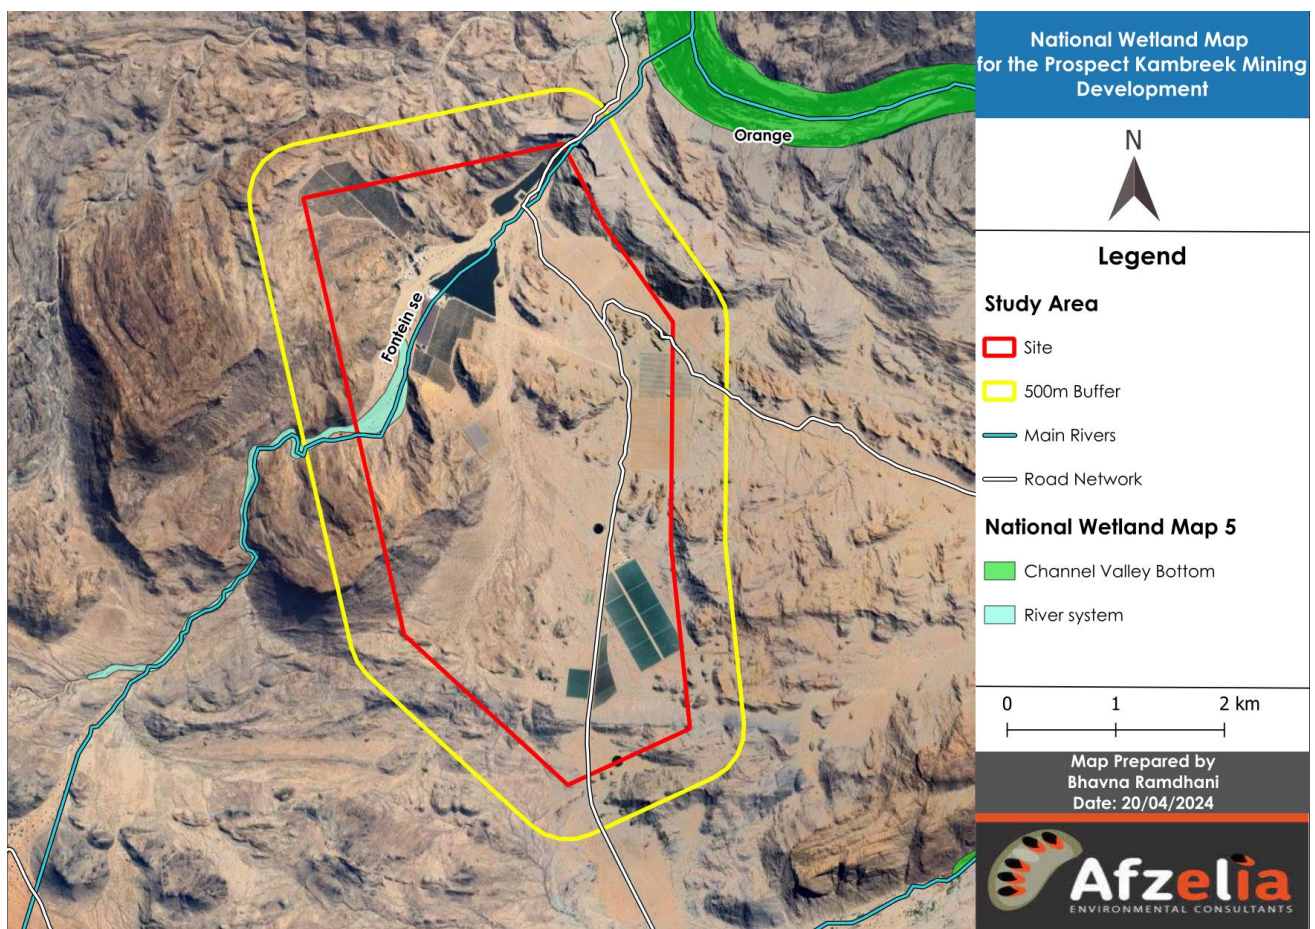 National Wetland Map
for the Prospect Kambreek Mining
Development
N
Legend
Study Area
Site
500m Buffer
Main Rivers
Road Network
National Wetland Map 5
Channel Valley Bottom
River system
0 1 2 km
Map Prepared by
Bhavna Ramdhani
Date: 20/04/2024
Afzelia
ENVIRONMENTAL CONSULTANTS
Orange
Fontein se